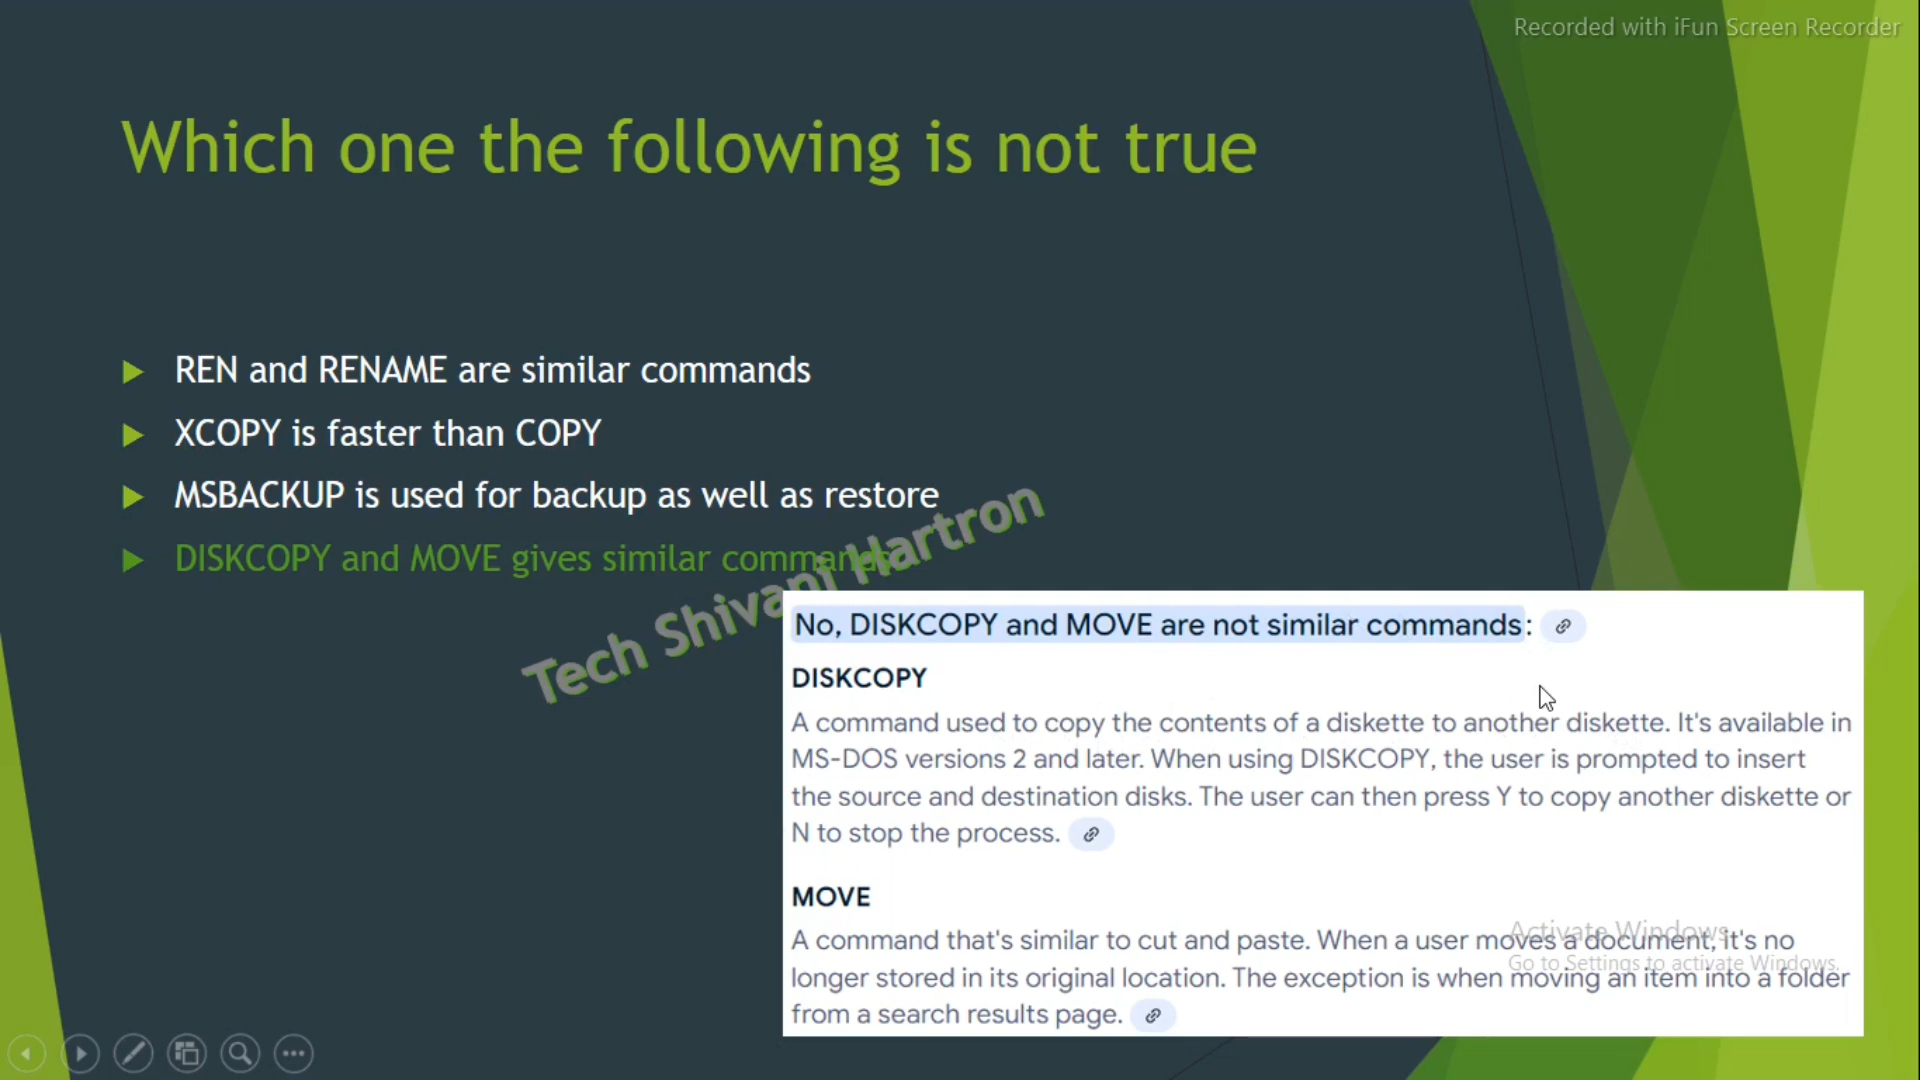 Recorded with iFun Screen Recorder
Which one the following is not true
REN and RENAME are similar commands
XCOPY is faster than COPY
MSBACKUP is used for backup as well as restore
DISKCOPY and MOVE gives similar commands
Tech Shivani Hartron
No, DISKCOPY and MOVE are not similar commands:
DISKCOPY
A command used to copy the contents of a diskette to another diskette. It's available in
MS-DOS versions 2 and later. When using DISKCOPY, the user is prompted to insert
the source and destination disks. The user can then press Y to copy another diskette or
N to stop the process.
MOVE
A command that's similar to cut and paste. When a user moves a document, it's no
longer stored in its original location. The exception is when moving an item into a folder
from a search results page.
Activate Windows
Go to Settings to activate Windows.